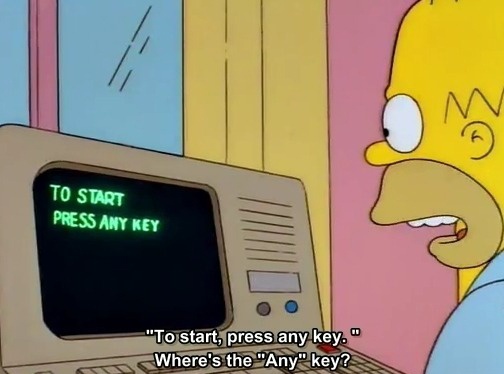 TO START
PRESS ANY KEY
"To start, press any key. "
Where's the "Any" key?